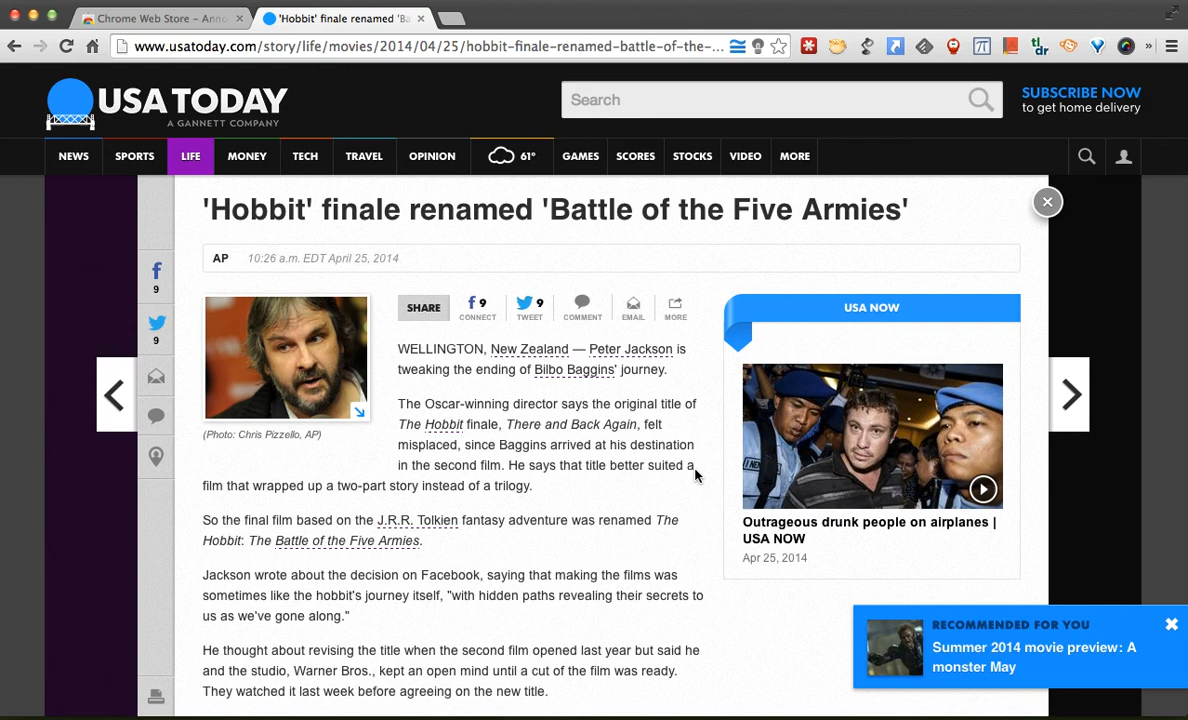 Chrome Web Store – Anno
'Hobbit' finale renamed 'Ba
www.usatoday.com/story/life/movies/2014/04/25/hobbit-finale-renamed-battle-of-the-...
tl;dr
USA TODAY
A GANNETT COMPANY
Search
SUBSCRIBE NOW
to get home delivery
NEWS SPORTS LIFE MONEY TECH TRAVEL OPINION 61° GAMES SCORES STOCKS VIDEO MORE
'Hobbit' finale renamed 'Battle of the Five Armies'
AP 10:26 a.m. EDT April 25, 2014
9
9
(Photo: Chris Pizzello, AP)
SHARE
9 CONNECT
9 TWEET
COMMENT
EMAIL
MORE
WELLINGTON, New Zealand — Peter Jackson is
tweaking the ending of Bilbo Baggins' journey.
The Oscar-winning director says the original title of
The Hobbit finale, There and Back Again, felt
misplaced, since Baggins arrived at his destination
in the second film. He says that title better suited a
film that wrapped up a two-part story instead of a trilogy.
So the final film based on the J.R.R. Tolkien fantasy adventure was renamed The
Hobbit: The Battle of the Five Armies.
Jackson wrote about the decision on Facebook, saying that making the films was
sometimes like the hobbit's journey itself, "with hidden paths revealing their secrets to
us as we've gone along."
He thought about revising the title when the second film opened last year but said he
and the studio, Warner Bros., kept an open mind until a cut of the film was ready.
They watched it last week before agreeing on the new title.
USA NOW
Outrageous drunk people on airplanes |
USA NOW
Apr 25, 2014
RECOMMENDED FOR YOU
Summer 2014 movie preview: A
monster May